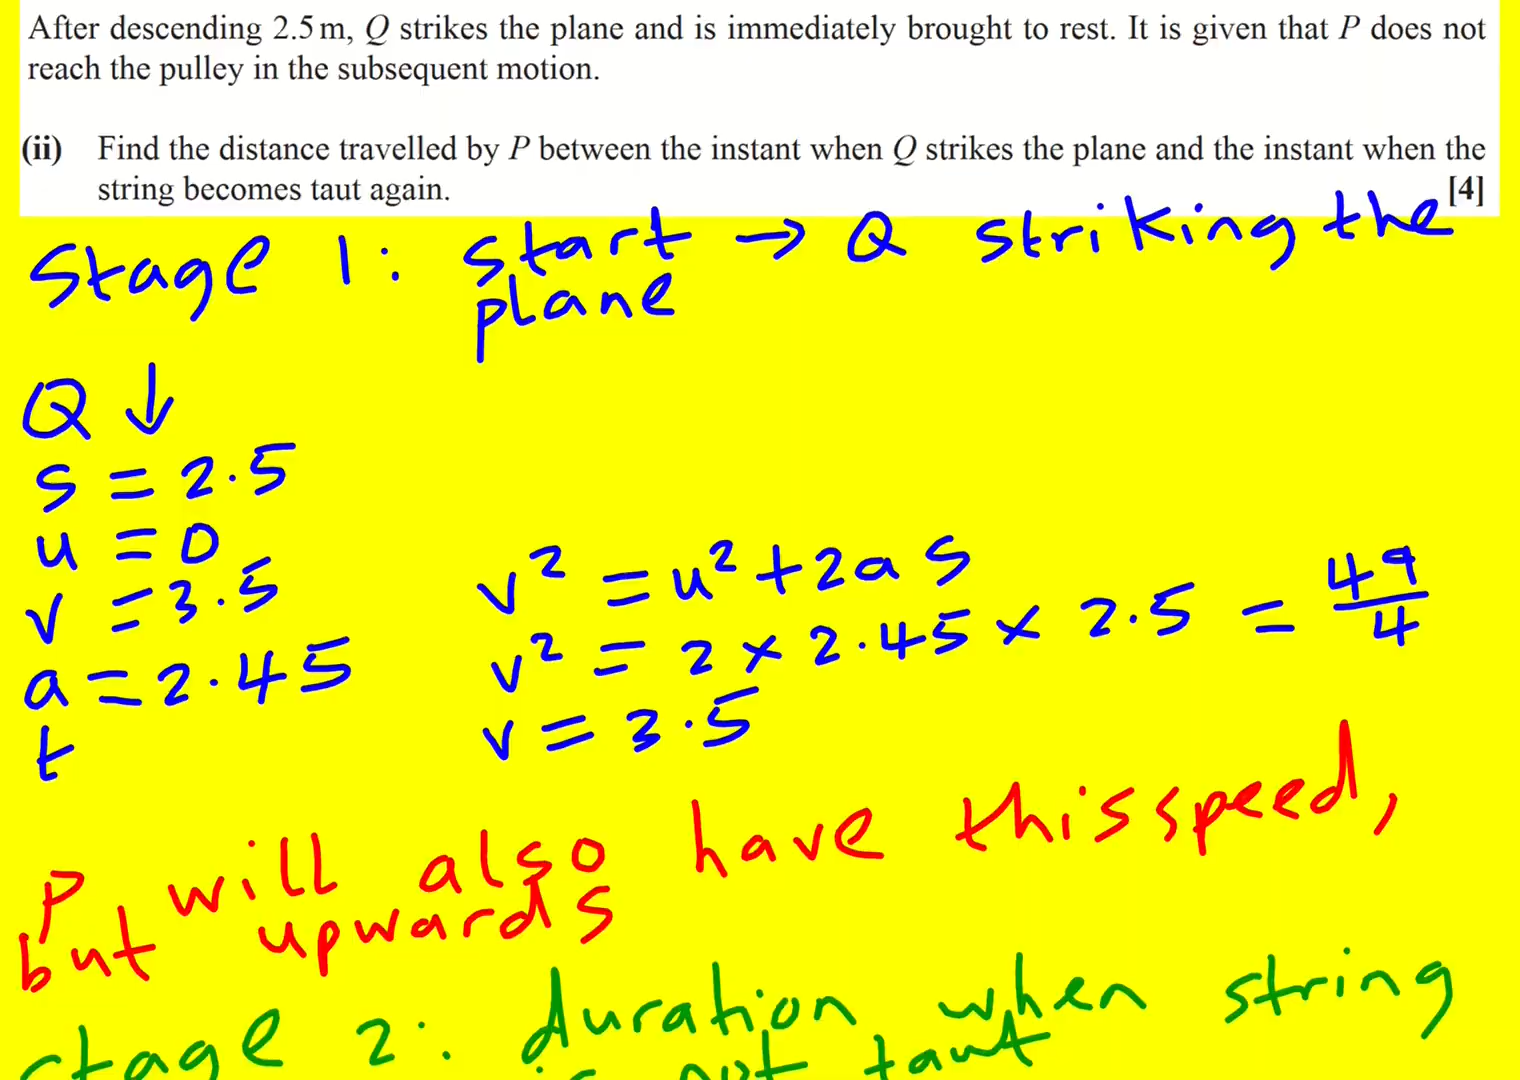 After descending 2.5 m, Q strikes the plane and is immediately brought to rest. It is given that P does not
reach the pulley in the subsequent motion.
(ii) Find the distance travelled by P between the instant when Q strikes the plane and the instant when the
string becomes taut again. [4]
Stage 1: start → Q striking the
plane
Q ↓
s = 2.5
u = 0
v = 3.5
a = 2.45
t
v² = u² + 2as
v² = 2 × 2.45 × 2.5 = 49/4
v = 3.5
P will also have this speed,
but upwards
Stage 2: duration when string
is not taut